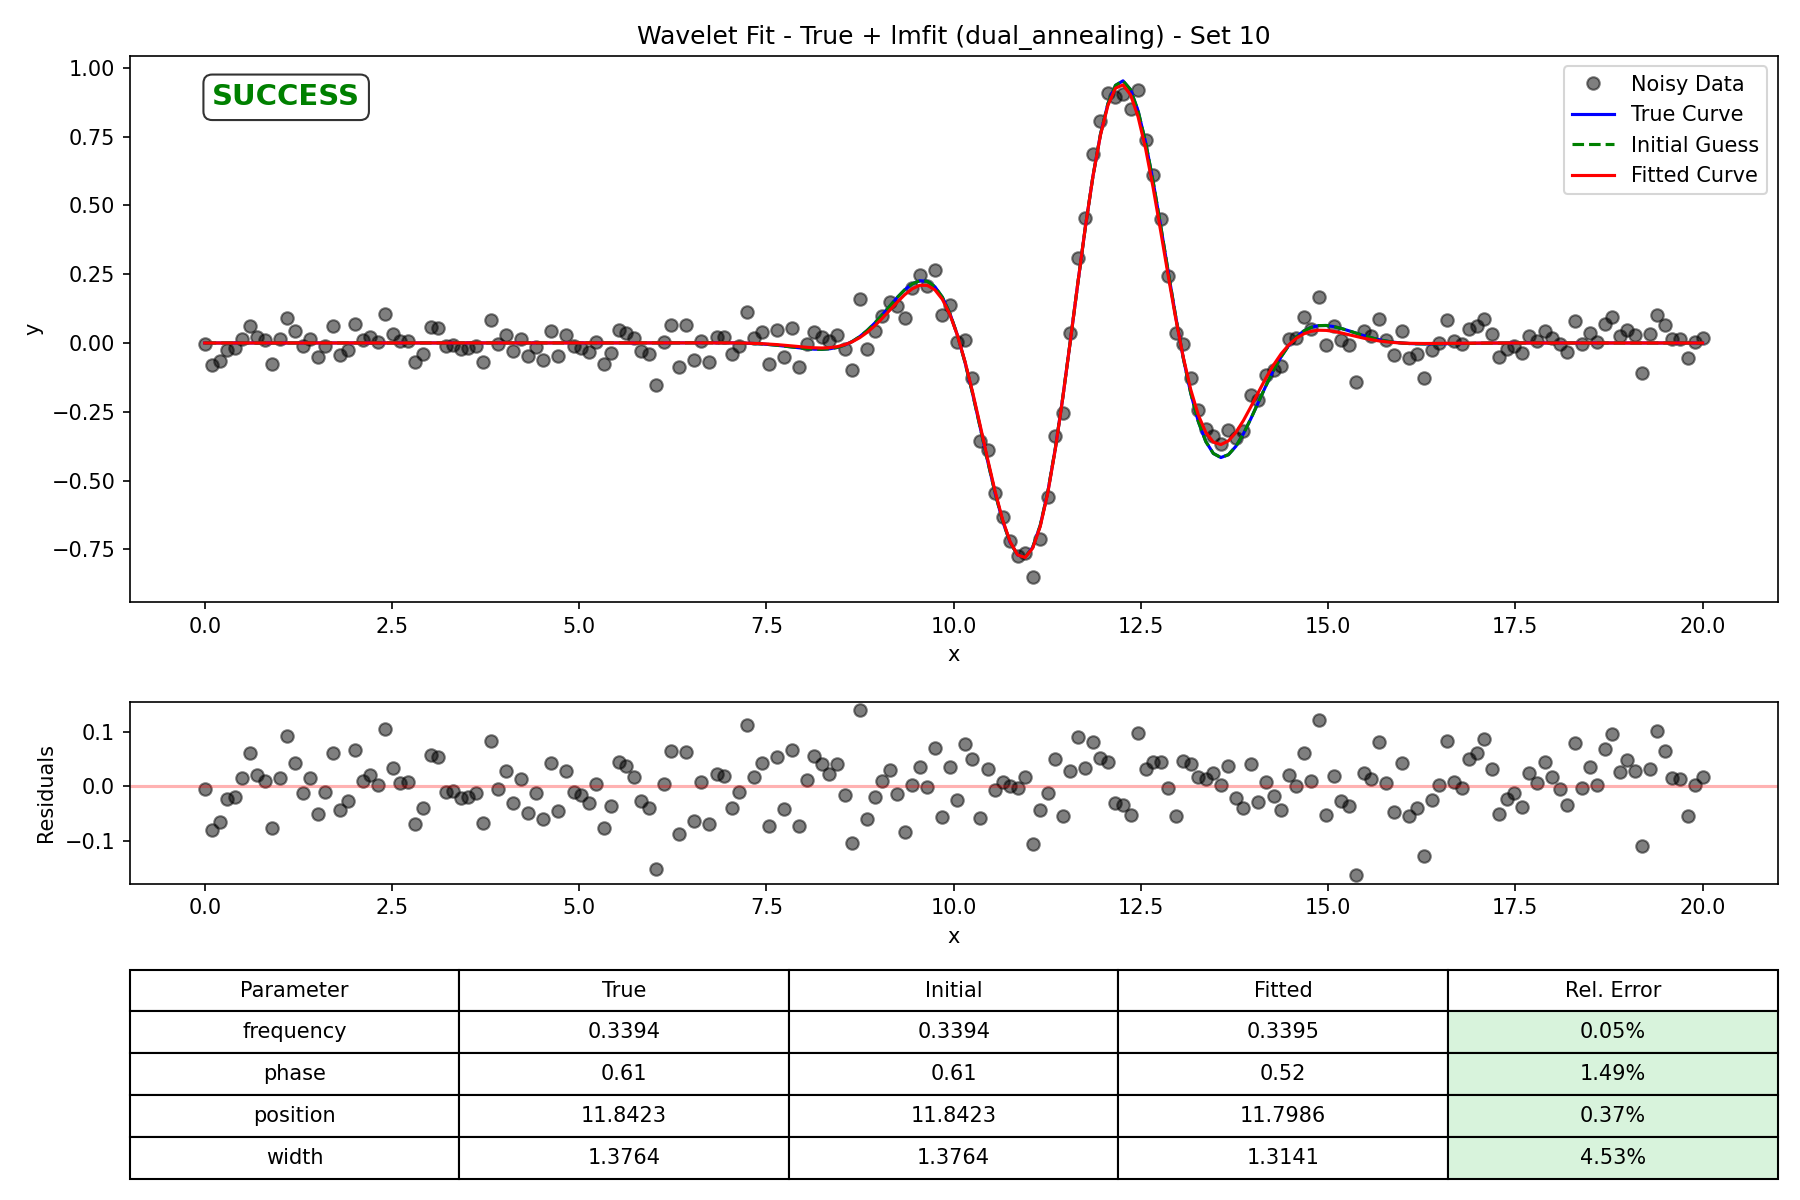 Wavelet Fit - True + lmfit (dual_annealing) - Set 10
SUCCESS
Noisy Data
True Curve
Initial Guess
Fitted Curve
1.00
0.75
0.50
0.25
0.00
−0.25
−0.50
−0.75
y
0.0 2.5 5.0 7.5 10.0 12.5 15.0 17.5 20.0
x
0.1
0.0
−0.1
Residuals
0.0 2.5 5.0 7.5 10.0 12.5 15.0 17.5 20.0
x
Parameter True Initial Fitted Rel. Error
frequency 0.3394 0.3394 0.3395 0.05%
phase 0.61 0.61 0.52 1.49%
position 11.8423 11.8423 11.7986 0.37%
width 1.3764 1.3764 1.3141 4.53%